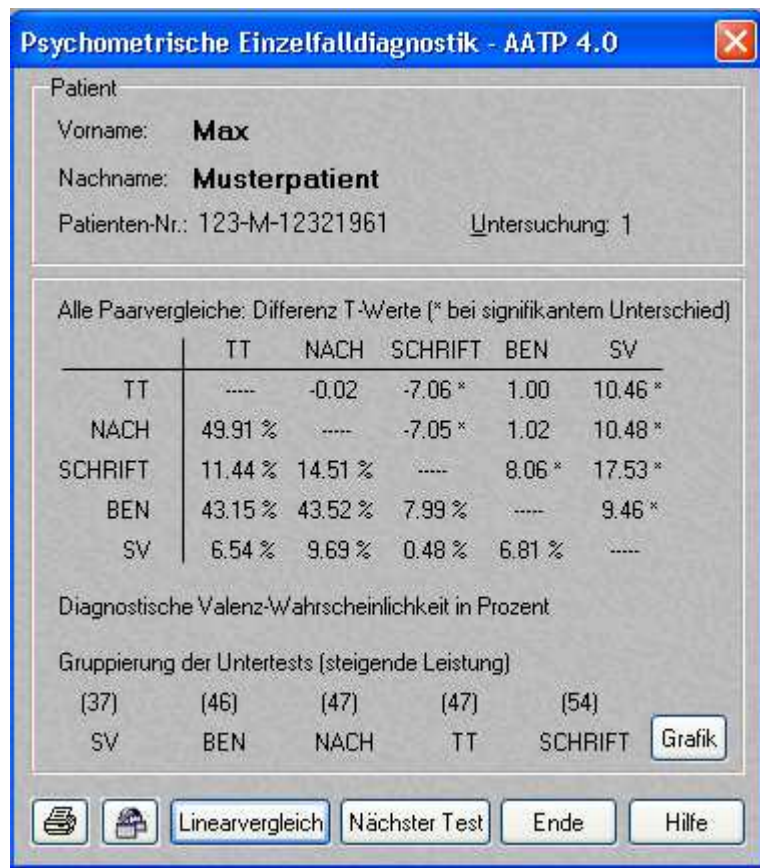 Psychometrische Einzelfalldiagnostik - AATP 4.0
Patient
Vorname: Max
Nachname: Musterpatient
Patienten-Nr.: 123-M-12321961 Untersuchung: 1
Alle Paarvergleiche: Differenz T-Werte (* bei signifikantem Unterschied)
TT NACH SCHRIFT BEN SV
TT ----- -0.02 -7.06 * 1.00 10.46 *
NACH 49.91 % ----- -7.05 * 1.02 10.48 *
SCHRIFT 11.44 % 14.51 % ----- 8.06 * 17.53 *
BEN 43.15 % 43.52 % 7.99 % ----- 9.46 *
SV 6.54 % 9.69 % 0.48 % 6.81 % -----
Diagnostische Valenz-Wahrscheinlichkeit in Prozent
Gruppierung der Untertests (steigende Leistung)
(37) (46) (47) (47) (54)
SV BEN NACH TT SCHRIFT Grafik
Linearvergleich Nächster Test Ende Hilfe